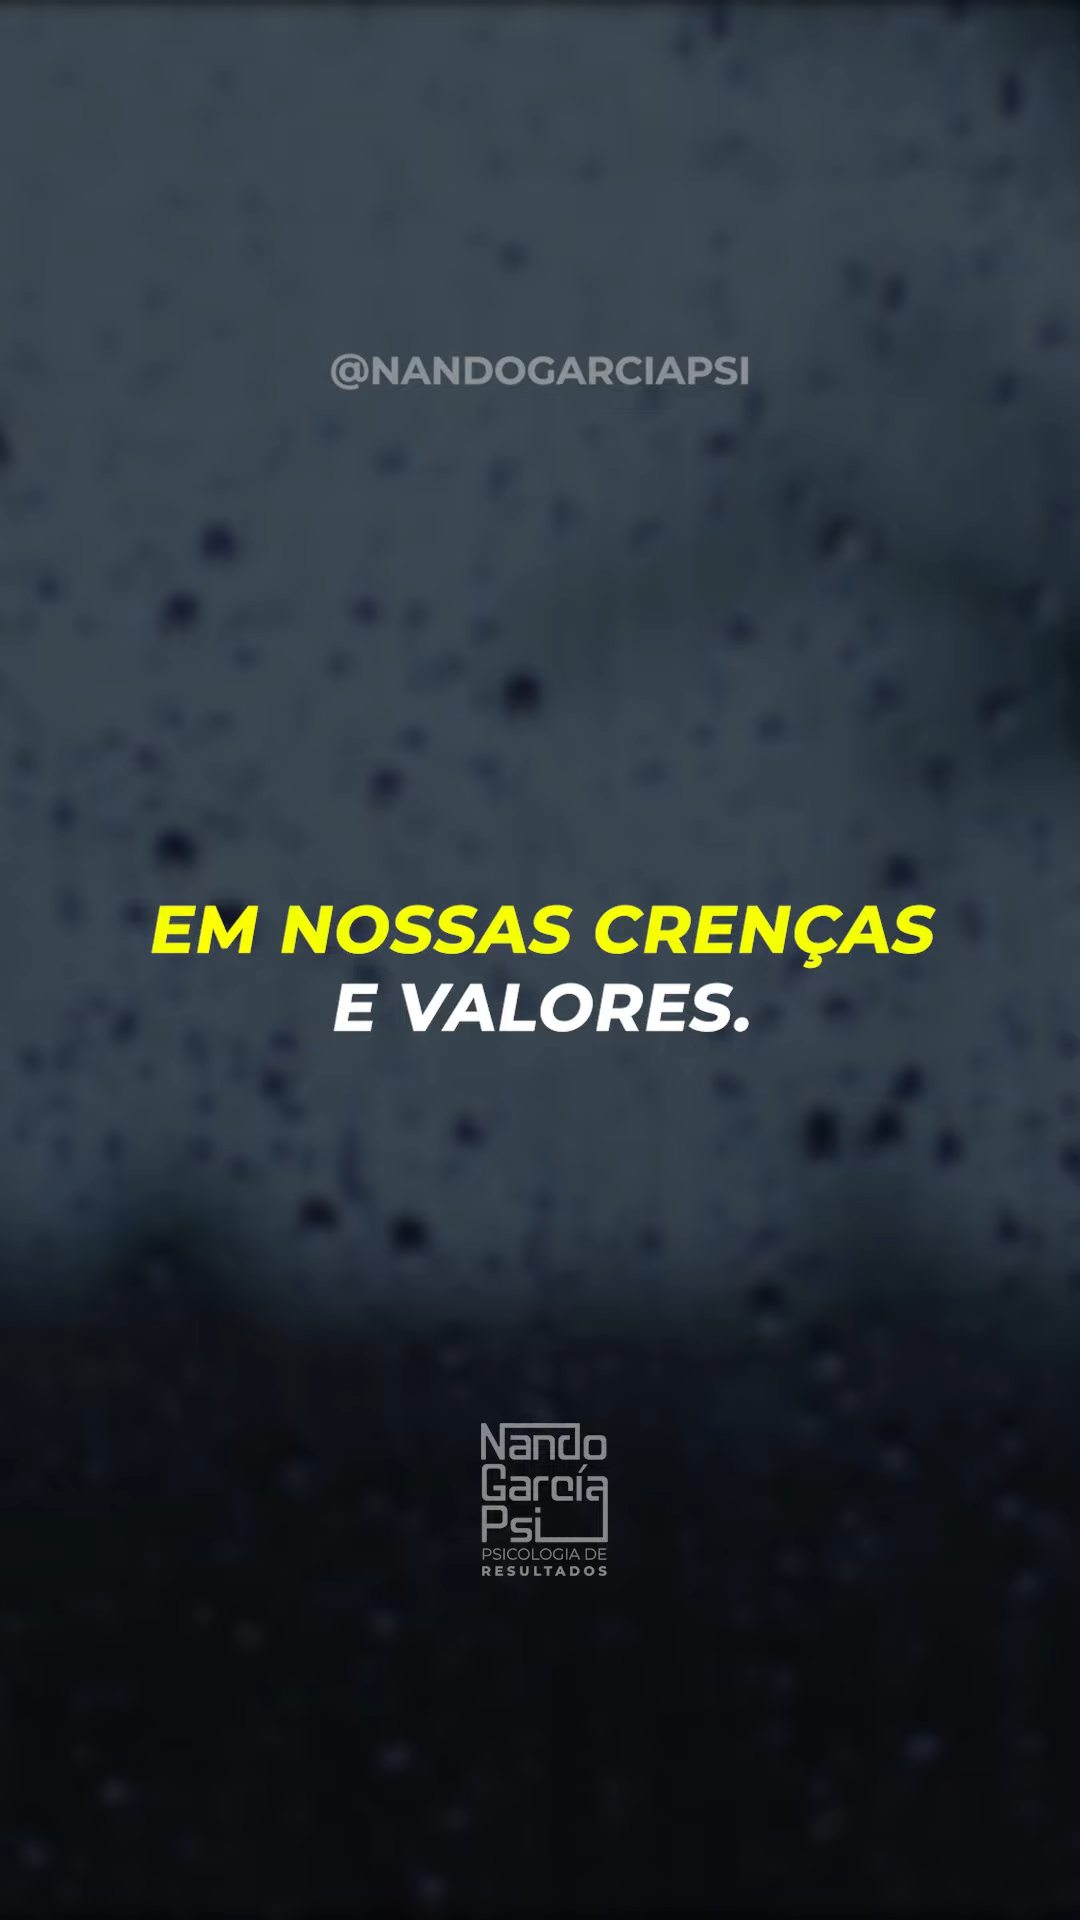 @NANDOGARCIAPSI
EM NOSSAS CRENÇAS
E VALORES.
Nando
García
Psi
PSICOLOGIA DE
RESULTADOS